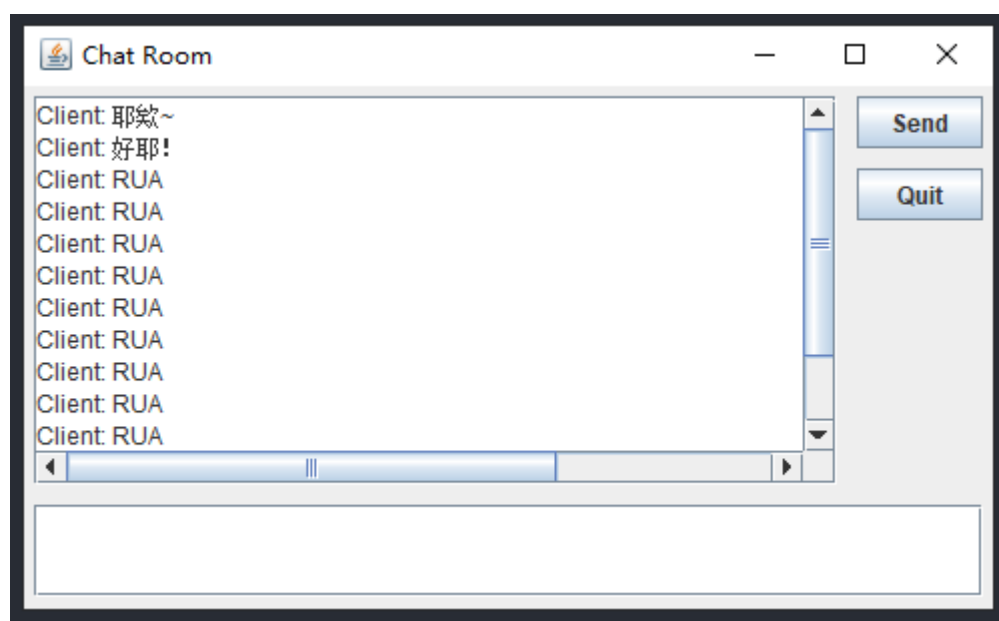 Chat Room
Client: 耶欸~
Client: 好耶!
Client: RUA
Client: RUA
Client: RUA
Client: RUA
Client: RUA
Client: RUA
Client: RUA
Client: RUA
Client: RUA
Send
Quit